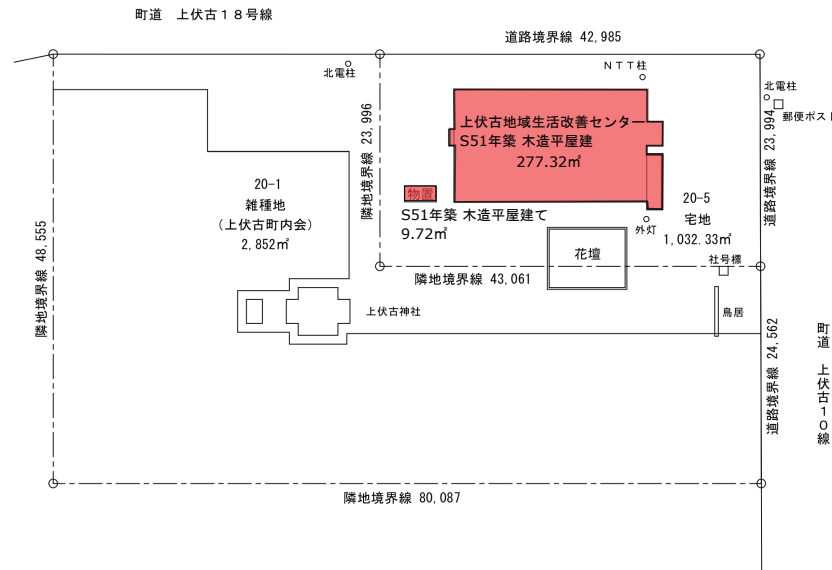 町道 上伏古18号線
道路境界線 42,985
北電柱
NTT柱
北電柱
郵便ポスト
隣地境界線 23,996
上伏古地域生活改善センター
S51年築 木造平屋建
277.32㎡
道路境界線 23,994
20-1
雑種地
(上伏古町内会)
2,852㎡
物置
S51年築 木造平屋建て
9.72㎡
20-5
宅地
1,032.33㎡
外灯
花壇
社号標
隣地境界線 43,061
隣地境界線 48,555
上伏古神社
鳥居
道路境界線 24,562
町道 上伏古10線
隣地境界線 80,087